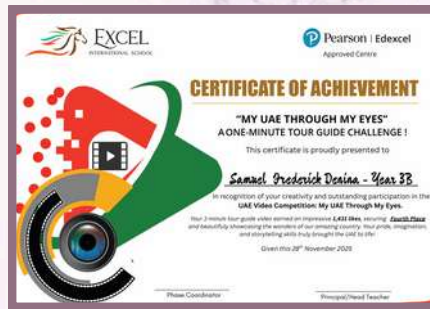 EXCEL
INTERNATIONAL SCHOOL
Pearson | Edexcel
Approved Centre
CERTIFICATE OF ACHIEVEMENT
"MY UAE THROUGH MY EYES"
A ONE-MINUTE TOUR GUIDE CHALLENGE !
This certificate is proudly presented to
Samuel Frederick Denina - Year 3B
In recognition of your creativity and outstanding participation in the
UAE Video Competition: My UAE Through My Eyes.
Your 1-minute tour-guide video earned an impressive 1,431 likes, securing Fourth Place
and beautifully showcasing the wonders of our amazing country. Your pride, imagination,
and storytelling skills truly brought the UAE to life!
Given this 28th November 2025
Phase Coordinator
Principal/Head Teacher